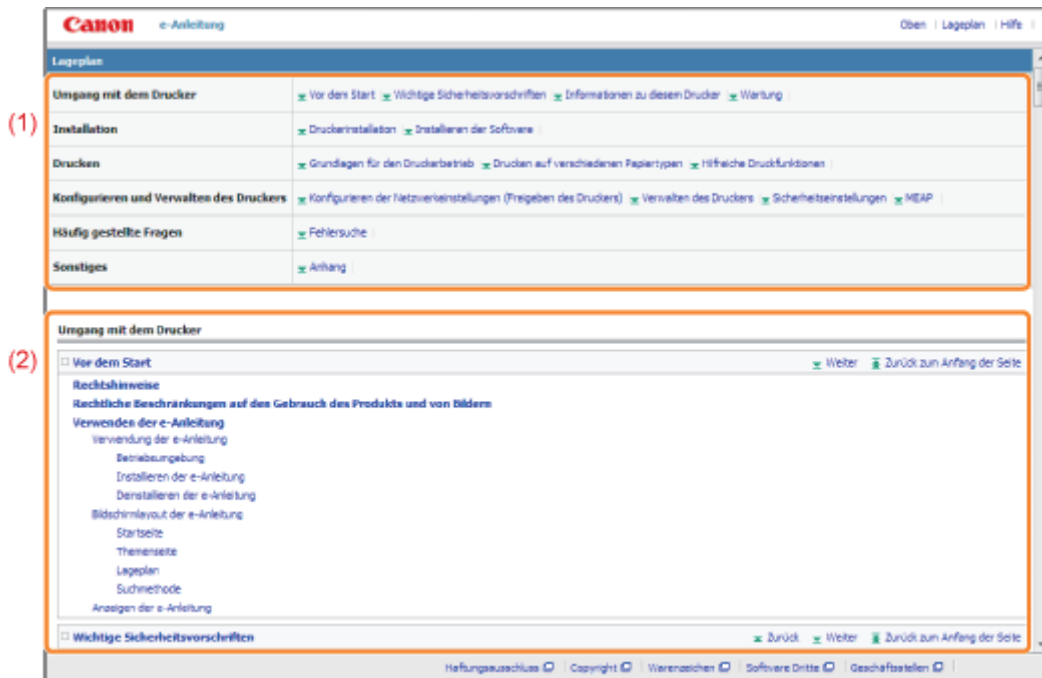 Canon e-Anleitung Oben | Lageplan | Hilfe |
Lageplan
(1)
Umgang mit dem Drucker Vor dem Start Wichtige Sicherheitsvorschriften Informationen zu diesem Drucker Wartung |
Installation Druckerinstallation Installieren der Software |
Drucken Grundlagen für den Druckerbetrieb Drucken auf verschiedenen Papiertypen Hilfreiche Druckfunktionen |
Konfigurieren und Verwalten des Druckers Konfigurieren der Netzwerkeinstellungen (Freigeben des Druckers) Verwalten des Druckers Sicherheitseinstellungen MEAP |
Häufig gestellte Fragen Fehlersuche |
Sonstiges Anhang |
(2)
Umgang mit dem Drucker
Vor dem Start Weiter Zurück zum Anfang der Seite
Rechtshinweise
Rechtliche Beschränkungen auf den Gebrauch des Produkts und von Bildern
Verwenden der e-Anleitung
Verwendung der e-Anleitung
Betriebsumgebung
Installieren der e-Anleitung
Deinstallieren der e-Anleitung
Bildschirmlayout der e-Anleitung
Startseite
Themenseite
Lageplan
Suchmethode
Anzeigen der e-Anleitung
Wichtige Sicherheitsvorschriften Zurück Weiter Zurück zum Anfang der Seite
Haftungsausschluss | Copyright | Warenzeichen | Software Dritte | Geschäftsstellen |